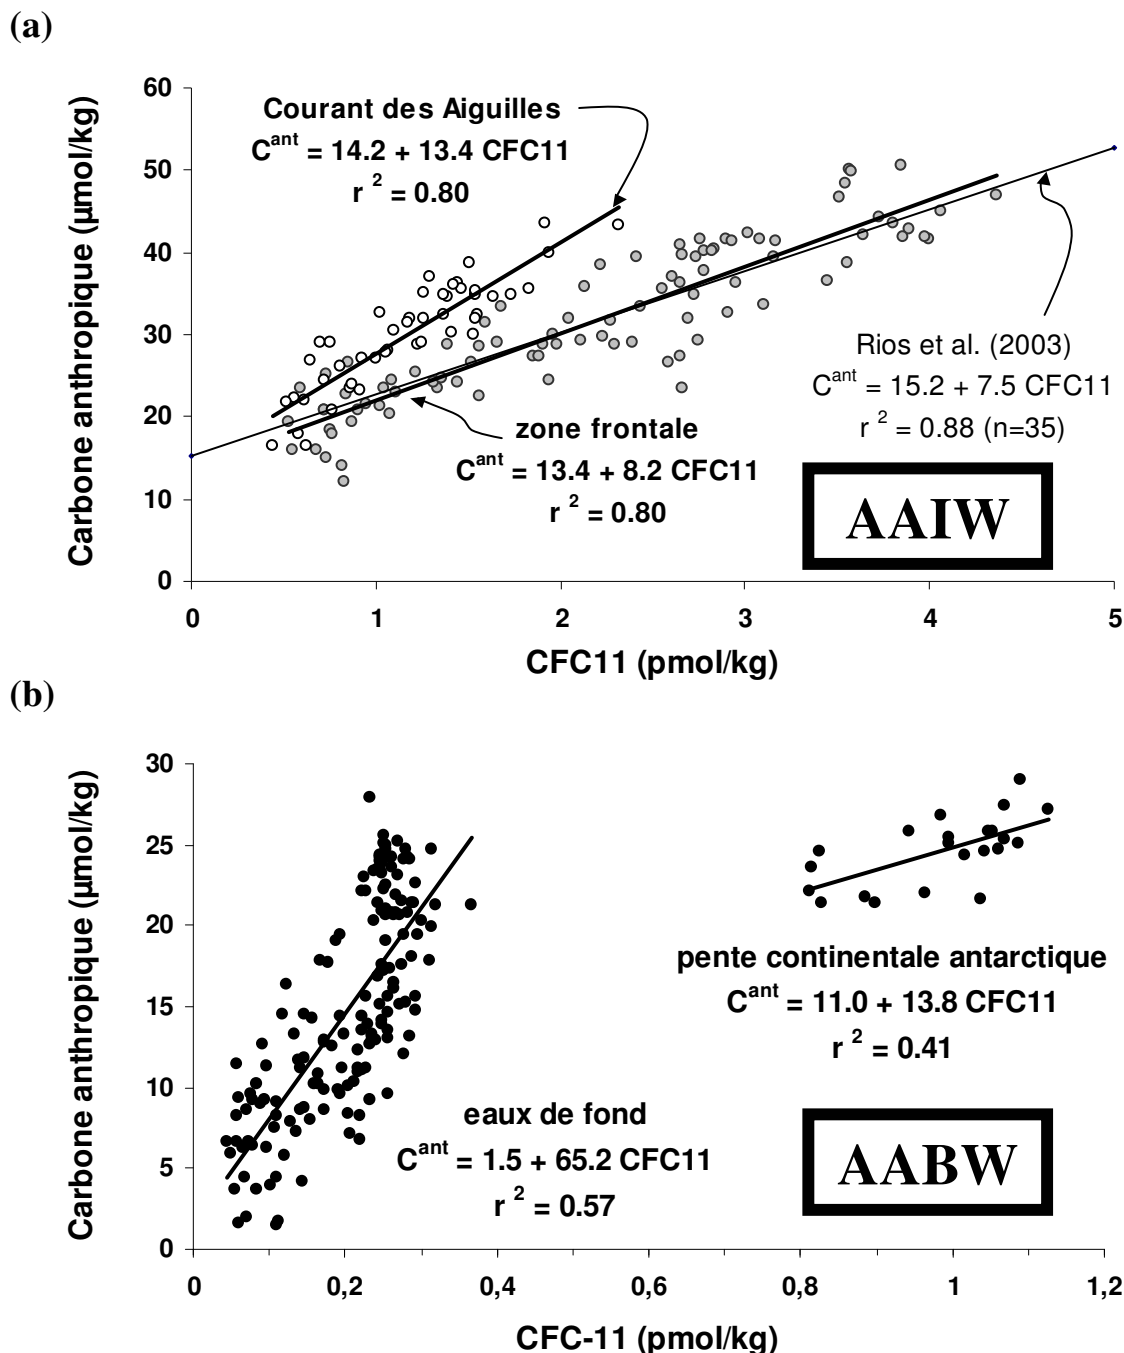 (a)
Carbone anthropique (µmol/kg)
60
50
40
30
20
10
0
Courant des Aiguilles
C^ant = 14.2 + 13.4 CFC11
r ² = 0.80
Rios et al. (2003)
C^ant = 15.2 + 7.5 CFC11
r ² = 0.88 (n=35)
zone frontale
C^ant = 13.4 + 8.2 CFC11
r ² = 0.80
AAIW
0 1 2 3 4 5
CFC11 (pmol/kg)
(b)
Carbone anthropique (µmol/kg)
30
25
20
15
10
5
0
pente continentale antarctique
C^ant = 11.0 + 13.8 CFC11
r ² = 0.41
eaux de fond
C^ant = 1.5 + 65.2 CFC11
r ² = 0.57
AABW
0 0,2 0,4 0,6 0,8 1 1,2
CFC-11 (pmol/kg)